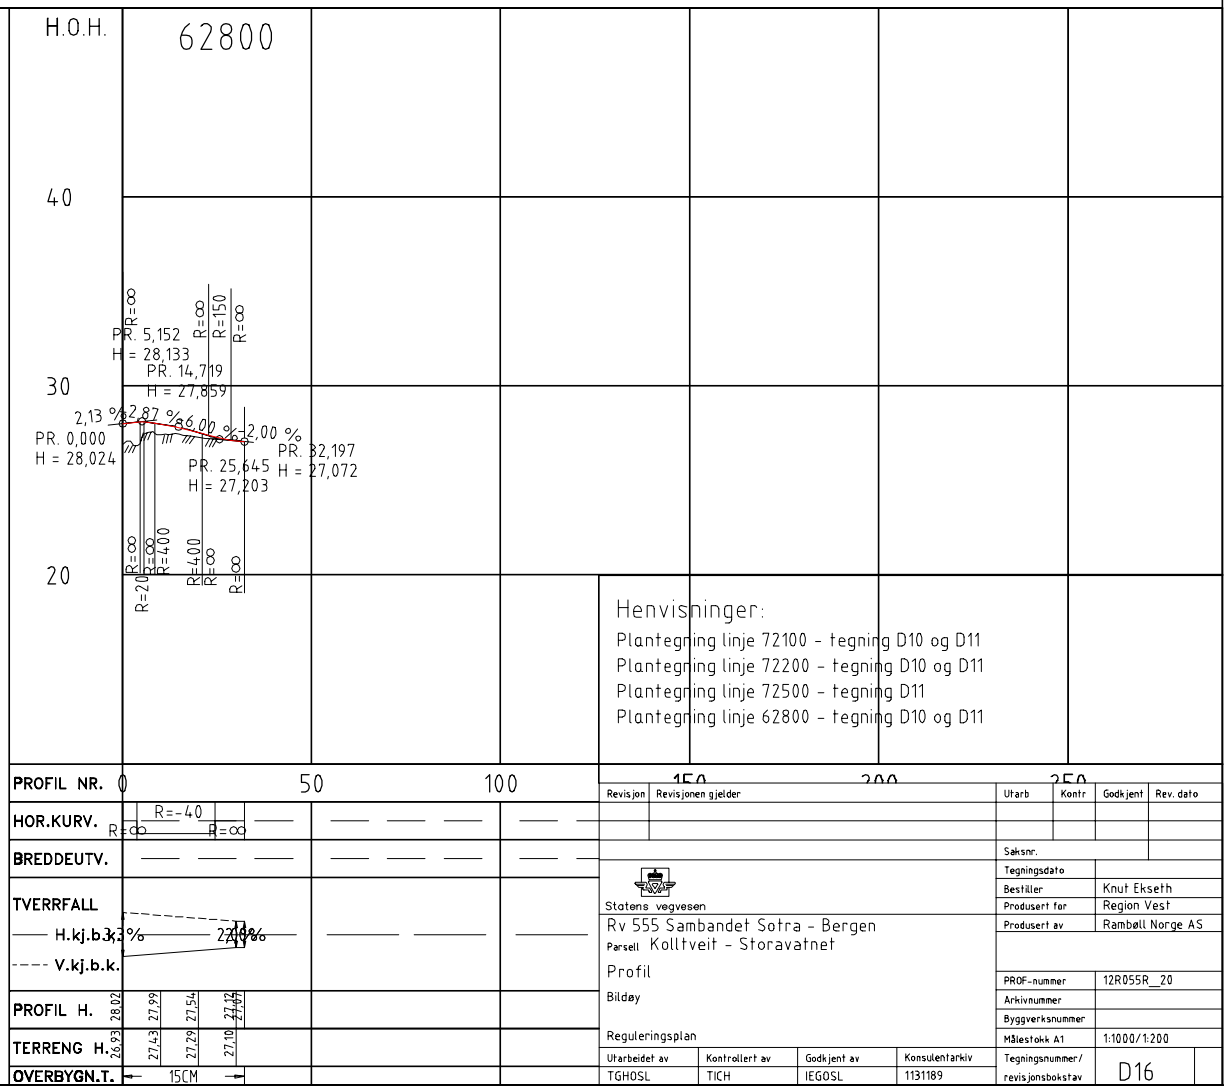 H.O.H.
62800
40
R=∞
R=∞
R=150
R=∞
PR. 5,152
H = 28,133
PR. 14,719
H = 27,859
30
2,13 %
-2,87 %
-6,00 %
-2,00 %
PR. 0,000
H = 28,024
PR. 25,645
H = 27,203
PR. 32,197
H = 27,072
R=∞
R=20
R=∞
R=400
R=400
R=∞
R=∞
20
Henvisninger:
Plantegning linje 72100 - tegning D10 og D11
Plantegning linje 72200 - tegning D10 og D11
Plantegning linje 72500 - tegning D11
Plantegning linje 62800 - tegning D10 og D11
PROFIL NR. 0 50 100 150 200 250
HOR.KURV. R=∞ R=-40 R=∞
BREDDEUTV.
TVERRFALL
H.kj.b.k.
V.kj.b.k.
PROFIL H. 28,02 27,99 27,54 27,12 27,07
TERRENG H. 26,93 27,43 27,29 27,10
OVERBYGN.T. 15CM
Revisjon Revisjonen gjelder Utarb Kontr Godkjent Rev. dato
Saksnr.
Tegningsdato
Bestiller Knut Ekseth
Produsert for Region Vest
Produsert av Rambøll Norge AS
Statens vegvesen
Rv 555 Sambandet Sotra - Bergen
Parsell Kolltveit - Storavatnet
Profil
Bildøy
Reguleringsplan
PROF-nummer 12R055R__20
Arkivnummer
Byggverksnummer
Målestokk A1 1:1000/1:200
Utarbeidet av Kontrollert av Godkjent av Konsulentarkiv
TGHOSL TICH IEGOSL 1131189
Tegningsnummer/
revisjonsbokstav D16